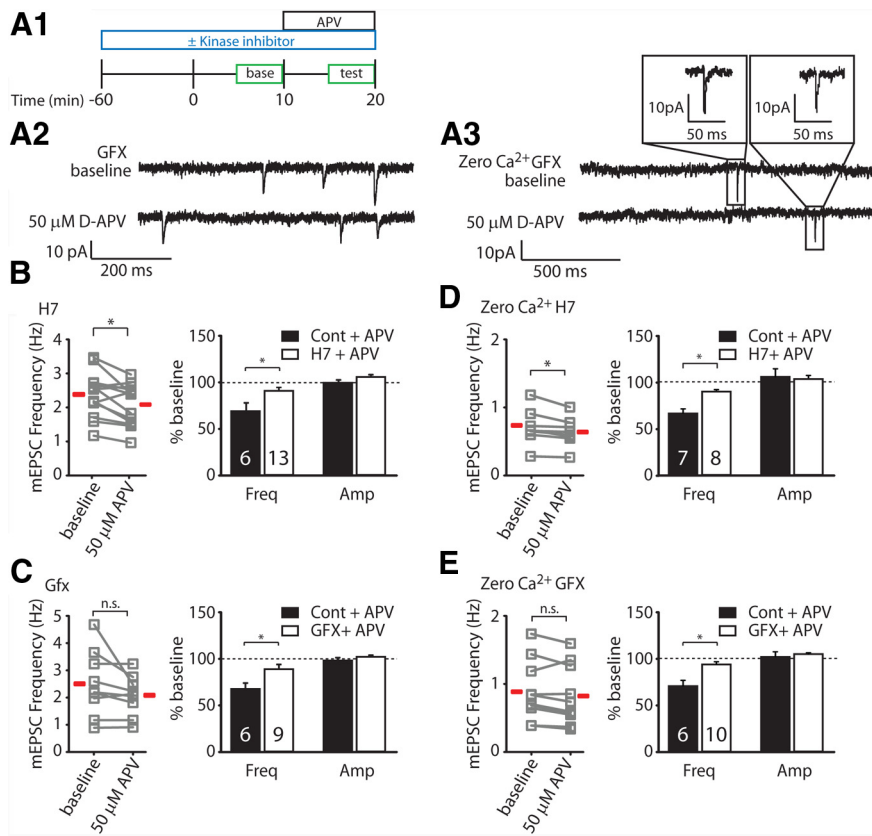 A1
APV
± Kinase inhibitor
base
test
Time (min) -60 0 10 20
A2
GFX
baseline
50 µM D-APV
10 pA
200 ms
A3
10pA
50 ms
10pA
50 ms
Zero Ca2+ GFX
baseline
50 µM D-APV
10pA
500 ms
B
H7
mEPSC Frequency (Hz)
4
3
2
1
0
*
baseline
50 µM APV
% baseline
150
100
50
0
Cont + APV
H7 + APV
*
6
13
Freq
Amp
D
Zero Ca2+ H7
mEPSC Frequency (Hz)
2
1
0
*
baseline
50 µM APV
% baseline
150
100
50
0
Cont + APV
H7+ APV
*
7
8
Freq
Amp
C
Gfx
mEPSC Frequency (Hz)
5
4
3
2
1
0
n.s.
baseline
50 µM APV
% baseline
150
100
50
0
Cont + APV
GFX+ APV
*
6
9
Freq
Amp
E
Zero Ca2+ GFX
mEPSC Frequency (Hz)
2
1
0
n.s.
baseline
50 µM APV
% baseline
150
100
50
0
Cont + APV
GFX+ APV
*
6
10
Freq
Amp